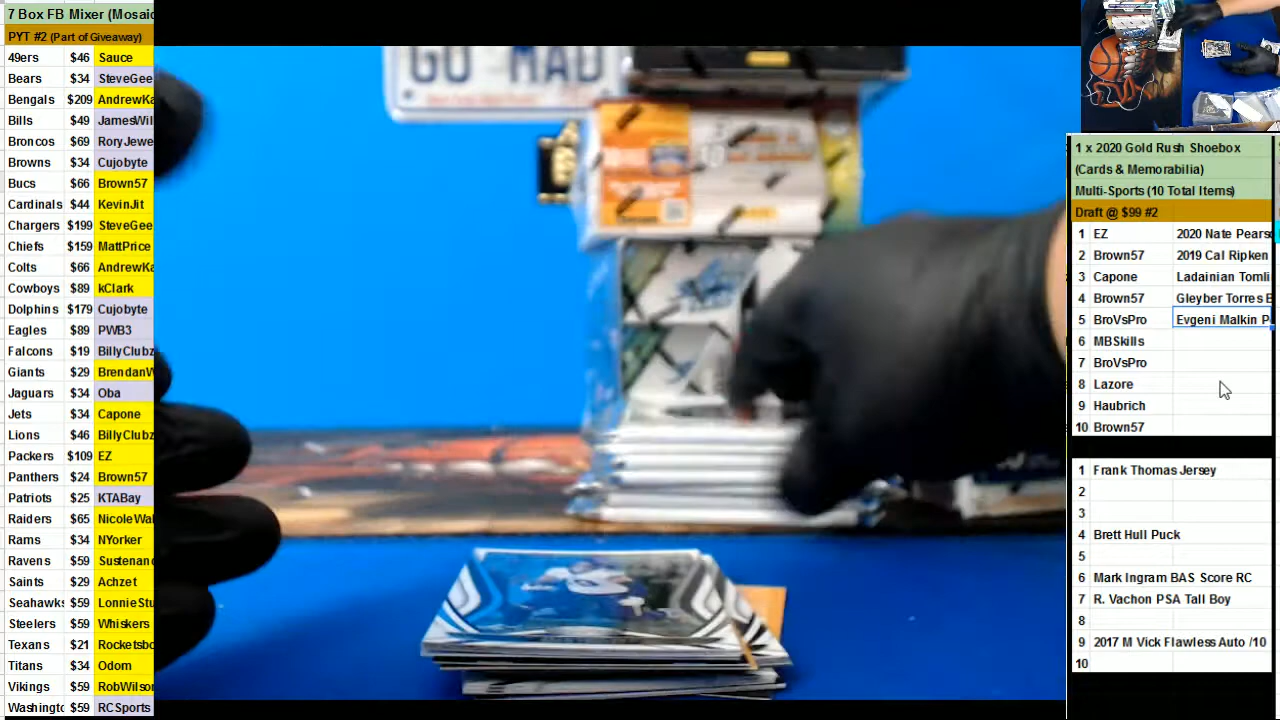 7 Box FB Mixer (Mosaic
PYT #2 (Part of Giveaway)
49ers $46 Sauce
Bears $34 SteveGee
Bengals $209 AndrewKa
Bills $49 JamesWil
Broncos $69 RoryJewe
Browns $34 Cujobyte
Bucs $66 Brown57
Cardinals $44 KevinJit
Chargers $199 SteveGee
Chiefs $159 MattPrice
Colts $66 AndrewKa
Cowboys $89 kClark
Dolphins $179 Cujobyte
Eagles $89 PWB3
Falcons $19 BillyClubz
Giants $29 BrendanW
Jaguars $34 Oba
Jets $34 Capone
Lions $46 BillyClubz
Packers $109 EZ
Panthers $24 Brown57
Patriots $25 KTABay
Raiders $65 NicoleWal
Rams $34 NYorker
Ravens $59 Sustenanc
Saints $29 Achzet
Seahawks $59 LonnieStu
Steelers $59 Whiskers
Texans $21 Rocketsbo
Titans $34 Odom
Vikings $59 RobWilson
Washingto $59 RCSports
GO MAD
1 x 2020 Gold Rush Shoebox
(Cards & Memorabilia)
Multi-Sports (10 Total Items)
Draft @ $99 #2
1 EZ 2020 Nate Pearso
2 Brown57 2019 Cal Ripken
3 Capone Ladainian Tomli
4 Brown57 Gleyber Torres B
5 BroVsPro Evgeni Malkin P
6 MBSkills
7 BroVsPro
8 Lazore
9 Haubrich
10 Brown57
1 Frank Thomas Jersey
2
3
4 Brett Hull Puck
5
6 Mark Ingram BAS Score RC
7 R. Vachon PSA Tall Boy
8
9 2017 M Vick Flawless Auto /10
10